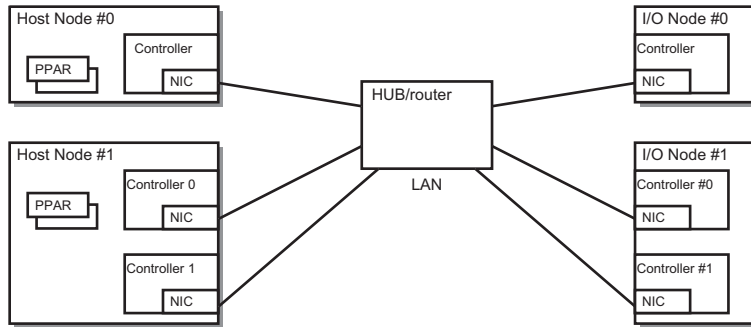 Host Node #0
Controller
PPAR
NIC
Host Node #1
Controller 0
PPAR
NIC
Controller 1
NIC
HUB/router
LAN
I/O Node #0
Controller
NIC
I/O Node #1
Controller #0
NIC
Controller #1
NIC